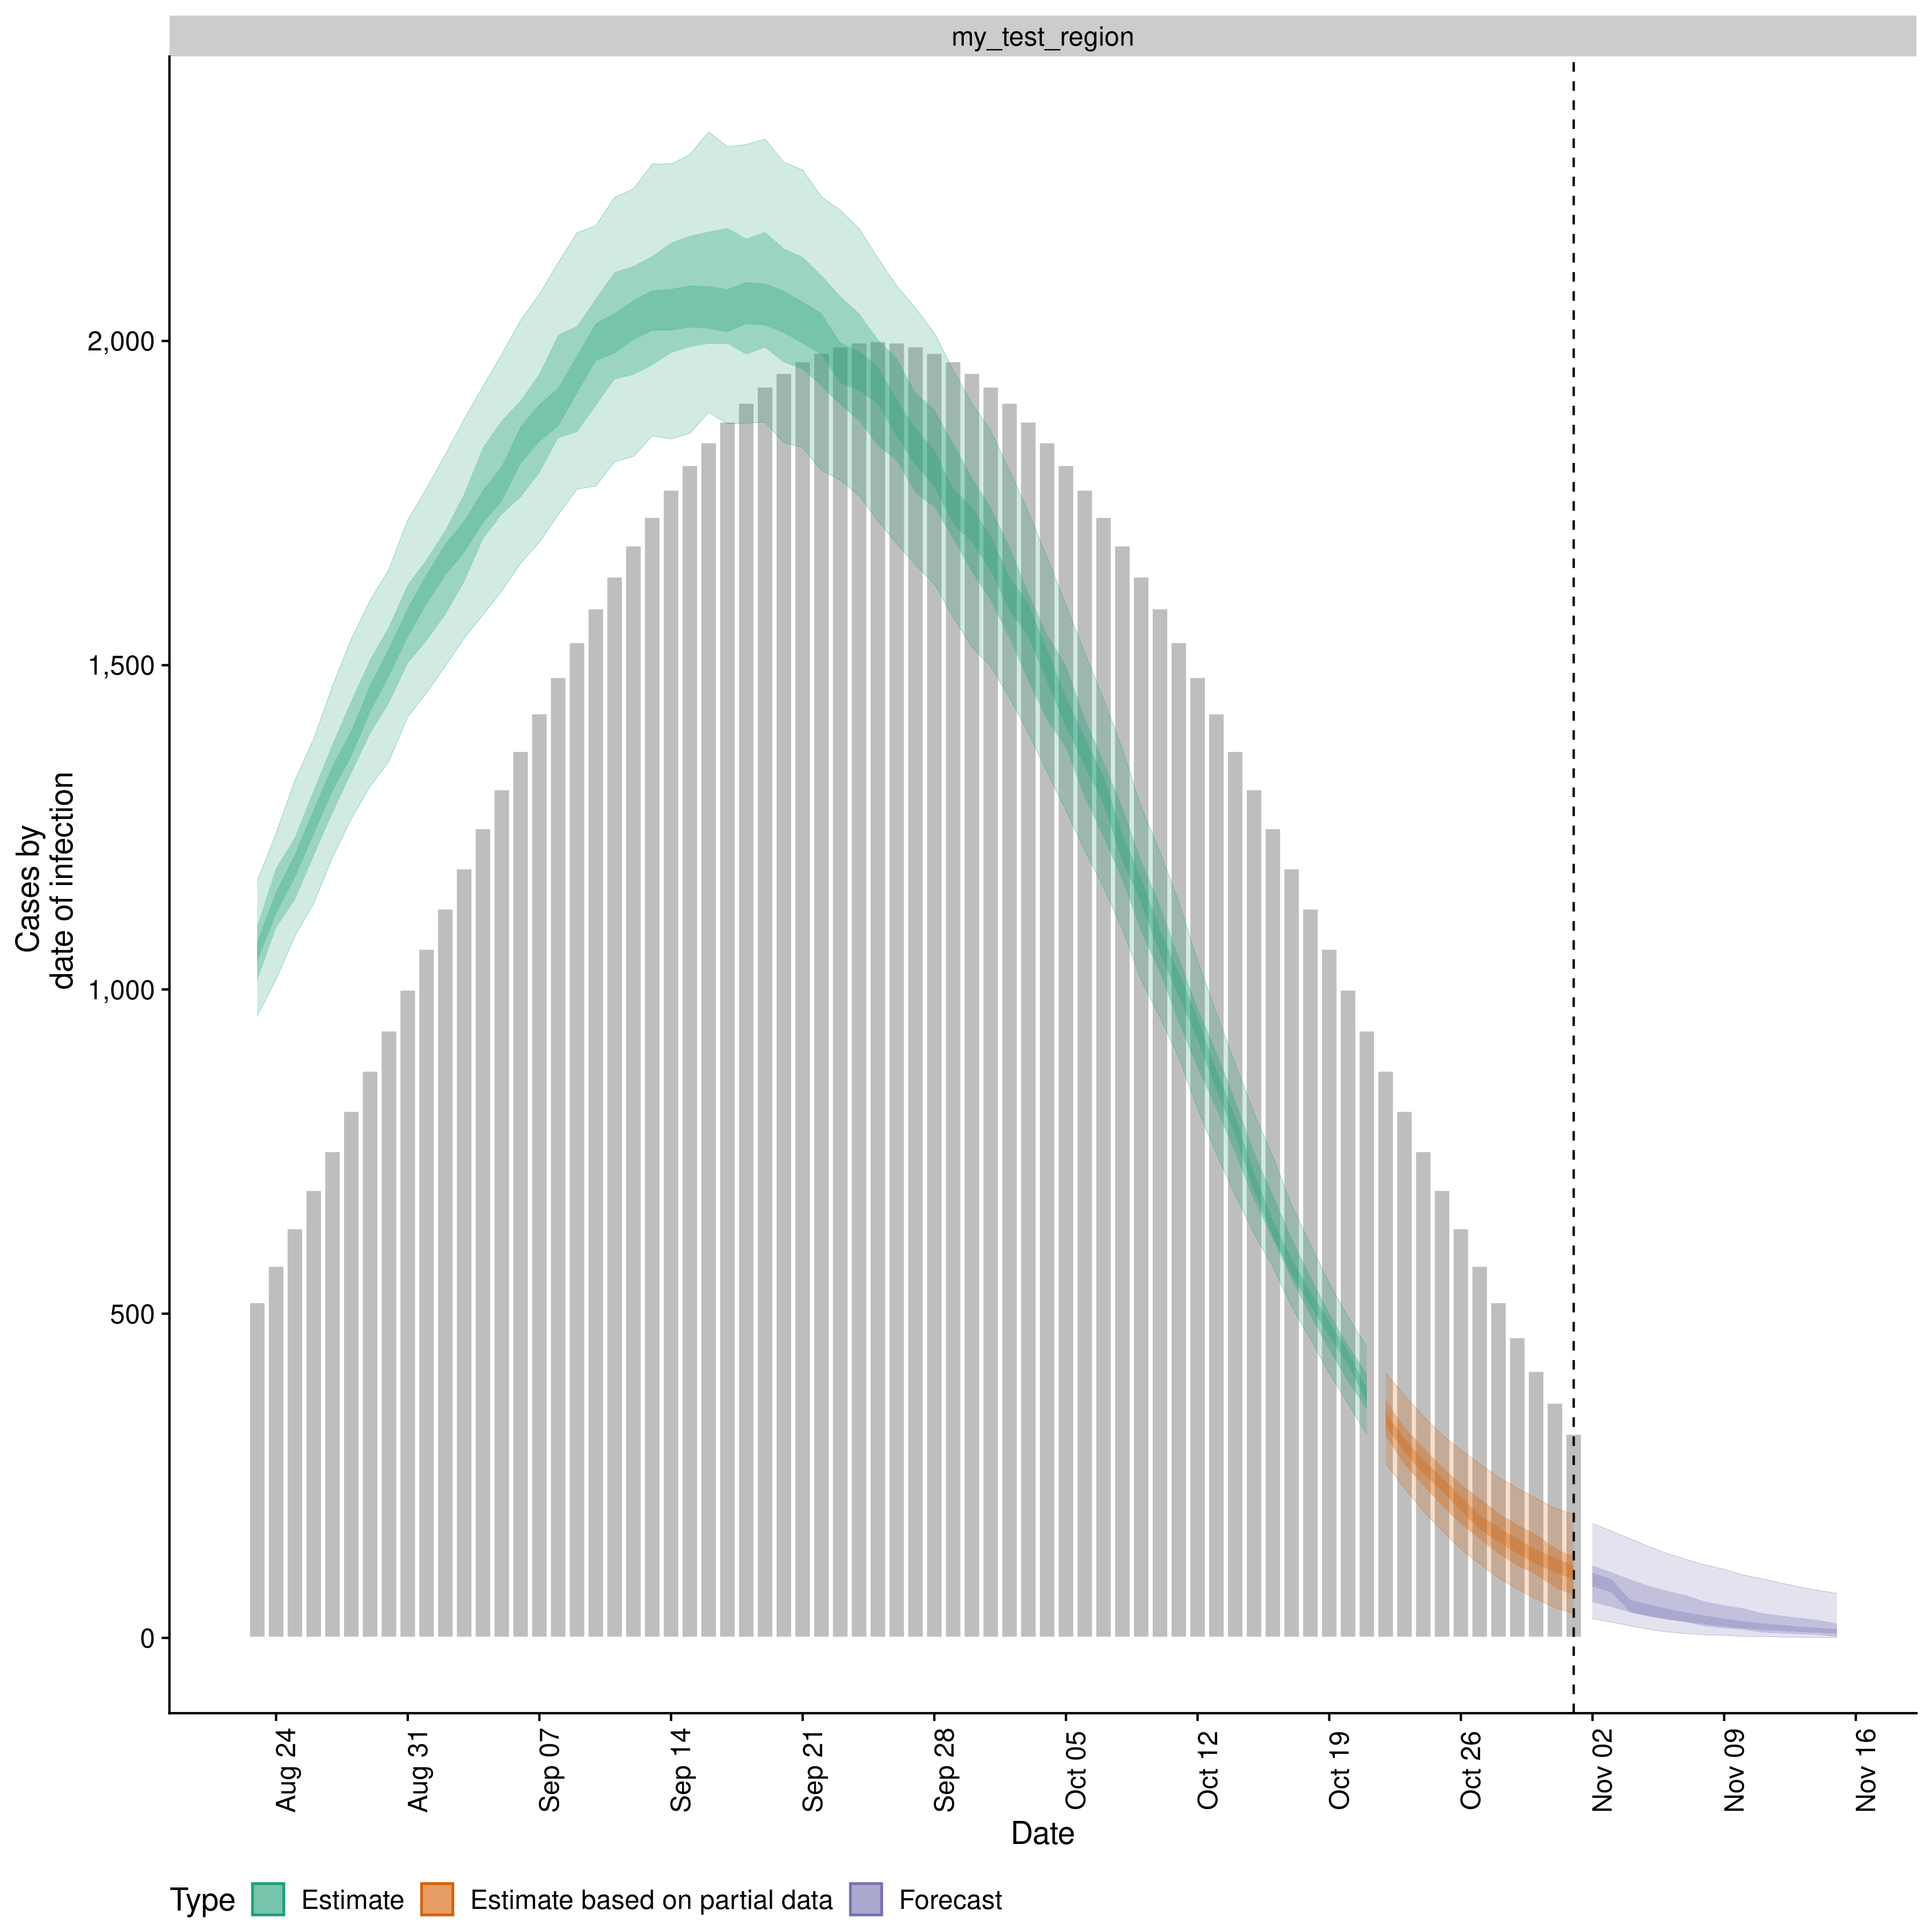 my_test_region
2,000
1,500
1,000
500
0
Cases by
date of infection
Aug 24
Aug 31
Sep 07
Sep 14
Sep 21
Sep 28
Oct 05
Oct 12
Oct 19
Oct 26
Nov 02
Nov 09
Nov 16
Date
Type Estimate Estimate based on partial data Forecast